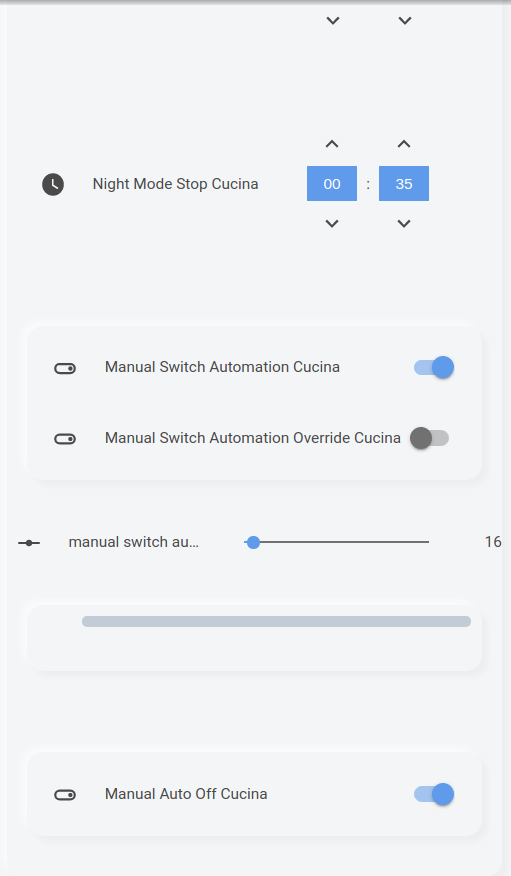 Night Mode Stop Cucina 00 : 35
Manual Switch Automation Cucina
Manual Switch Automation Override Cucina
manual switch au... 16
Manual Auto Off Cucina